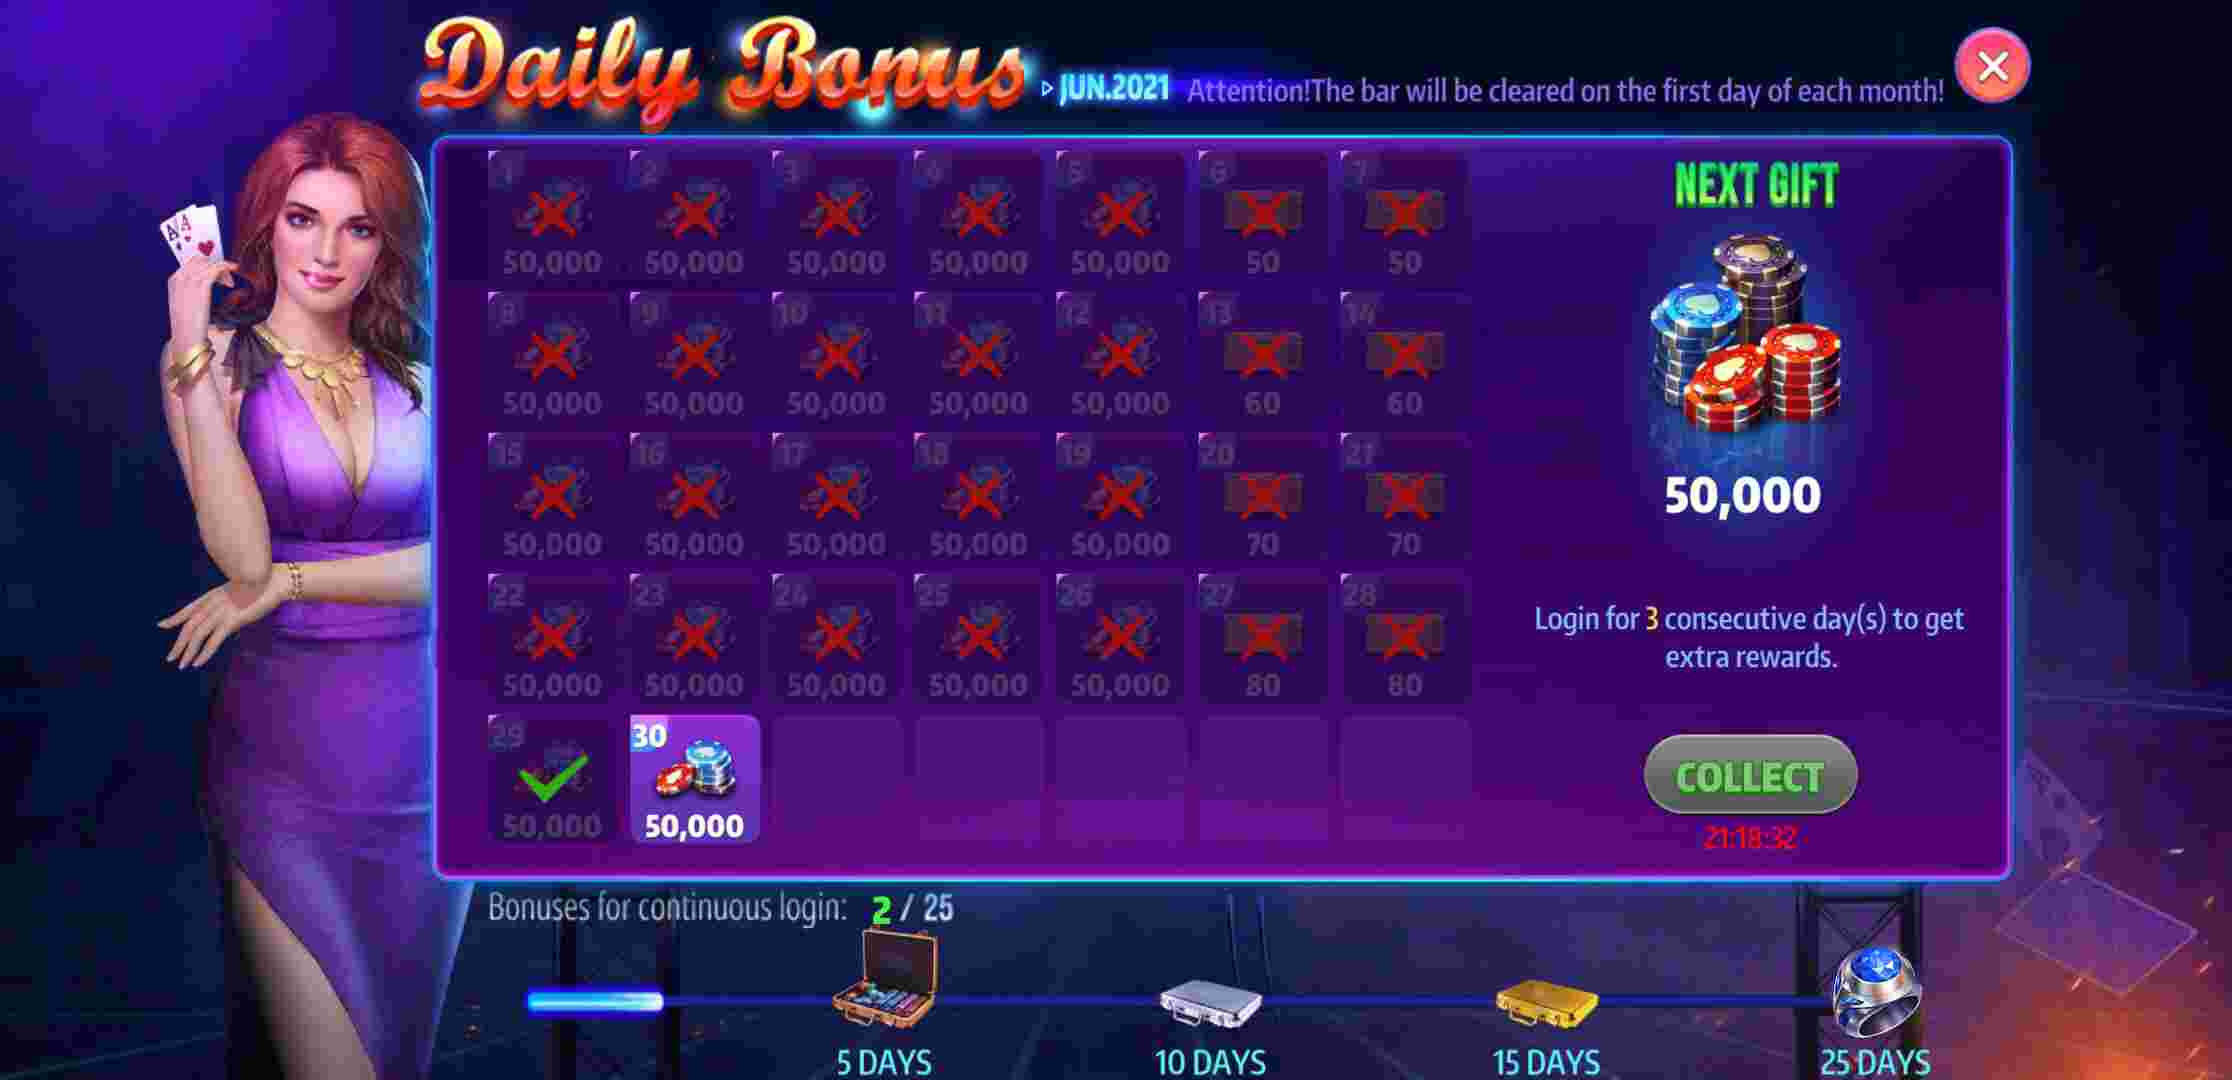 Daily Bonus
JUN.2021
Attention!The bar will be cleared on the first day of each month!
1 2 3 4 5 6 7
50,000 50,000 50,000 50,000 50,000 50 50
8 9 10 11 12 13 14
50,000 50,000 50,000 50,000 50,000 60 60
15 16 17 18 19 20 21
50,000 50,000 50,000 50,000 50,000 70 70
22 23 24 25 26 27 28
50,000 50,000 50,000 50,000 50,000 80 80
29 30
50,000 50,000
NEXT GIFT
50,000
Login for 3 consecutive day(s) to get
extra rewards.
COLLECT
21:18:32
Bonuses for continuous login: 2 / 25
5 DAYS 10 DAYS 15 DAYS 25 DAYS
A A